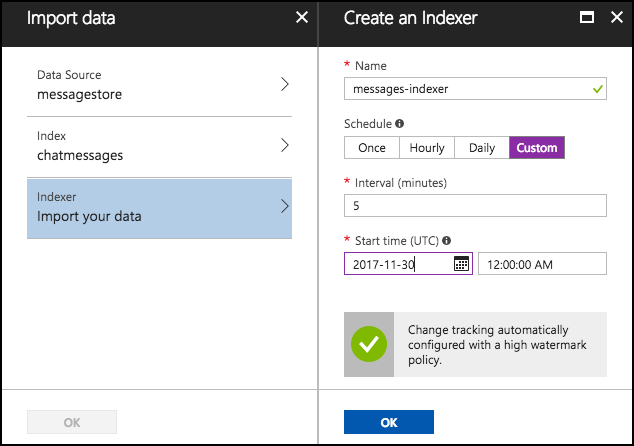 Import data
Data Source
messagestore
Index
chatmessages
Indexer
Import your data
OK
Create an Indexer
* Name
messages-indexer
Schedule
Once Hourly Daily Custom
* Interval (minutes)
5
* Start time (UTC)
2017-11-30 12:00:00 AM
Change tracking automatically
configured with a high watermark
policy.
OK